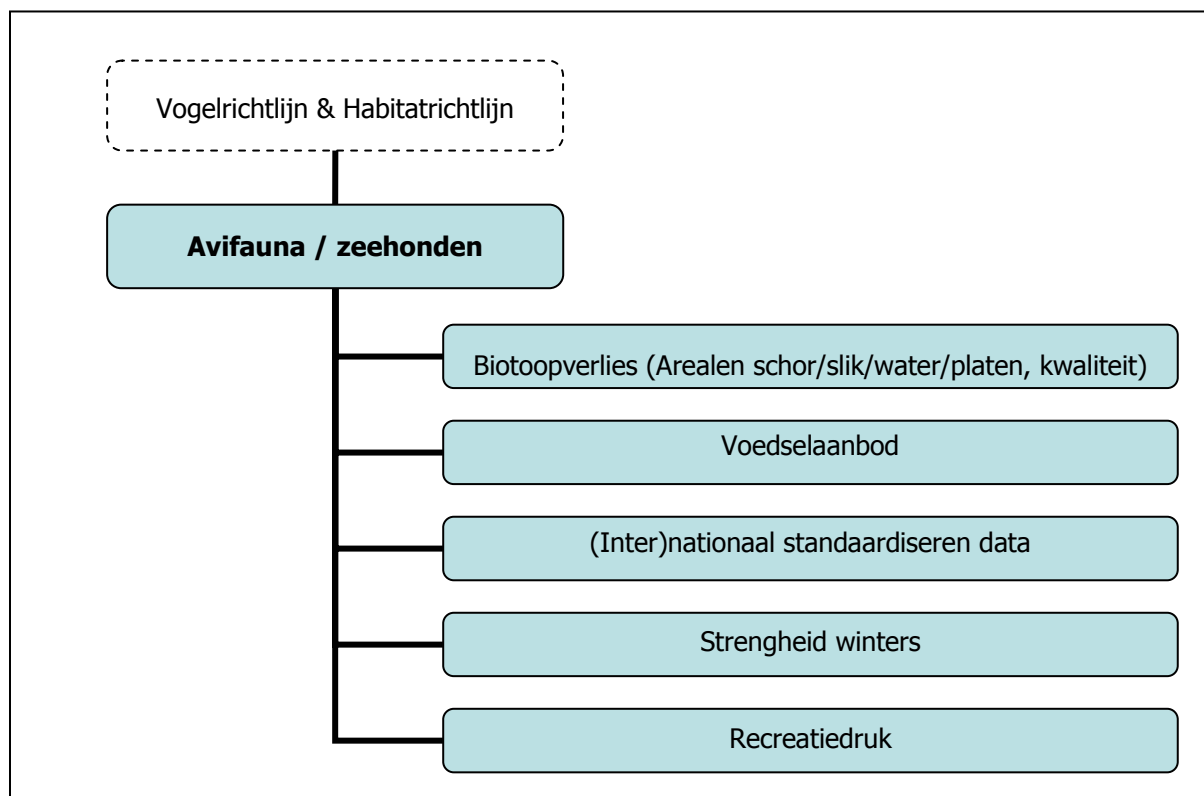 Vogelrichtlijn & Habitatrichtlijn
Avifauna / zeehonden
Biotoopverlies (Arealen schor/slik/water/platen, kwaliteit)
Voedselaanbod
(Inter)nationaal standaardiseren data
Strengheid winters
Recreatiedruk